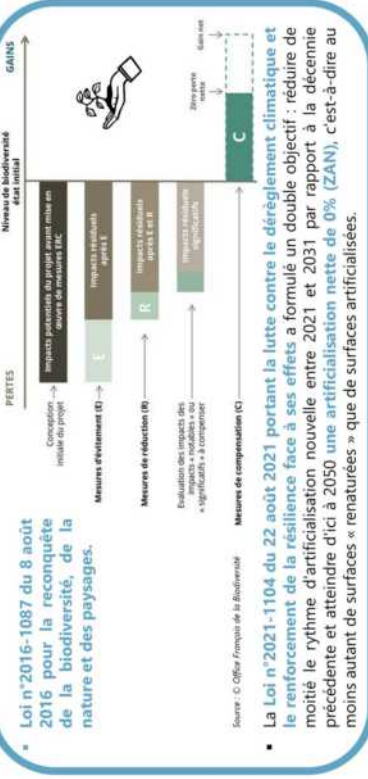 ▪ Loi n°2016-1087 du 8 août
2016 pour la reconquête
de la biodiversité, de la
nature et des paysages.
PERTES
Niveau de biodiversité
état initial
GAINS
Conception
initiale du projet
Impacts potentiels du projet avant mise en
œuvre de mesures ERC
Mesures d'évitement (E)
E
Impacts résiduels
après E
Mesures de réduction (R)
R
Impacts résiduels
après E et R
Evaluation des impacts des
impacts « notables » ou
« significatifs » à compenser
Impacts résiduels
significatifs
Mesures de compensation (C)
C
Zéro perte
nette
Gain net
Source : © Office Français de la Biodiversité
▪ La Loi n°2021-1104 du 22 août 2021 portant la lutte contre le dérèglement climatique et
le renforcement de la résilience face à ses effets a formulé un double objectif : réduire de
moitié le rythme d'artificialisation nouvelle entre 2021 et 2031 par rapport à la décennie
précédente et atteindre d'ici à 2050 une artificialisation nette de 0% (ZAN), c'est-à-dire au
moins autant de surfaces « renaturées » que de surfaces artificialisées.